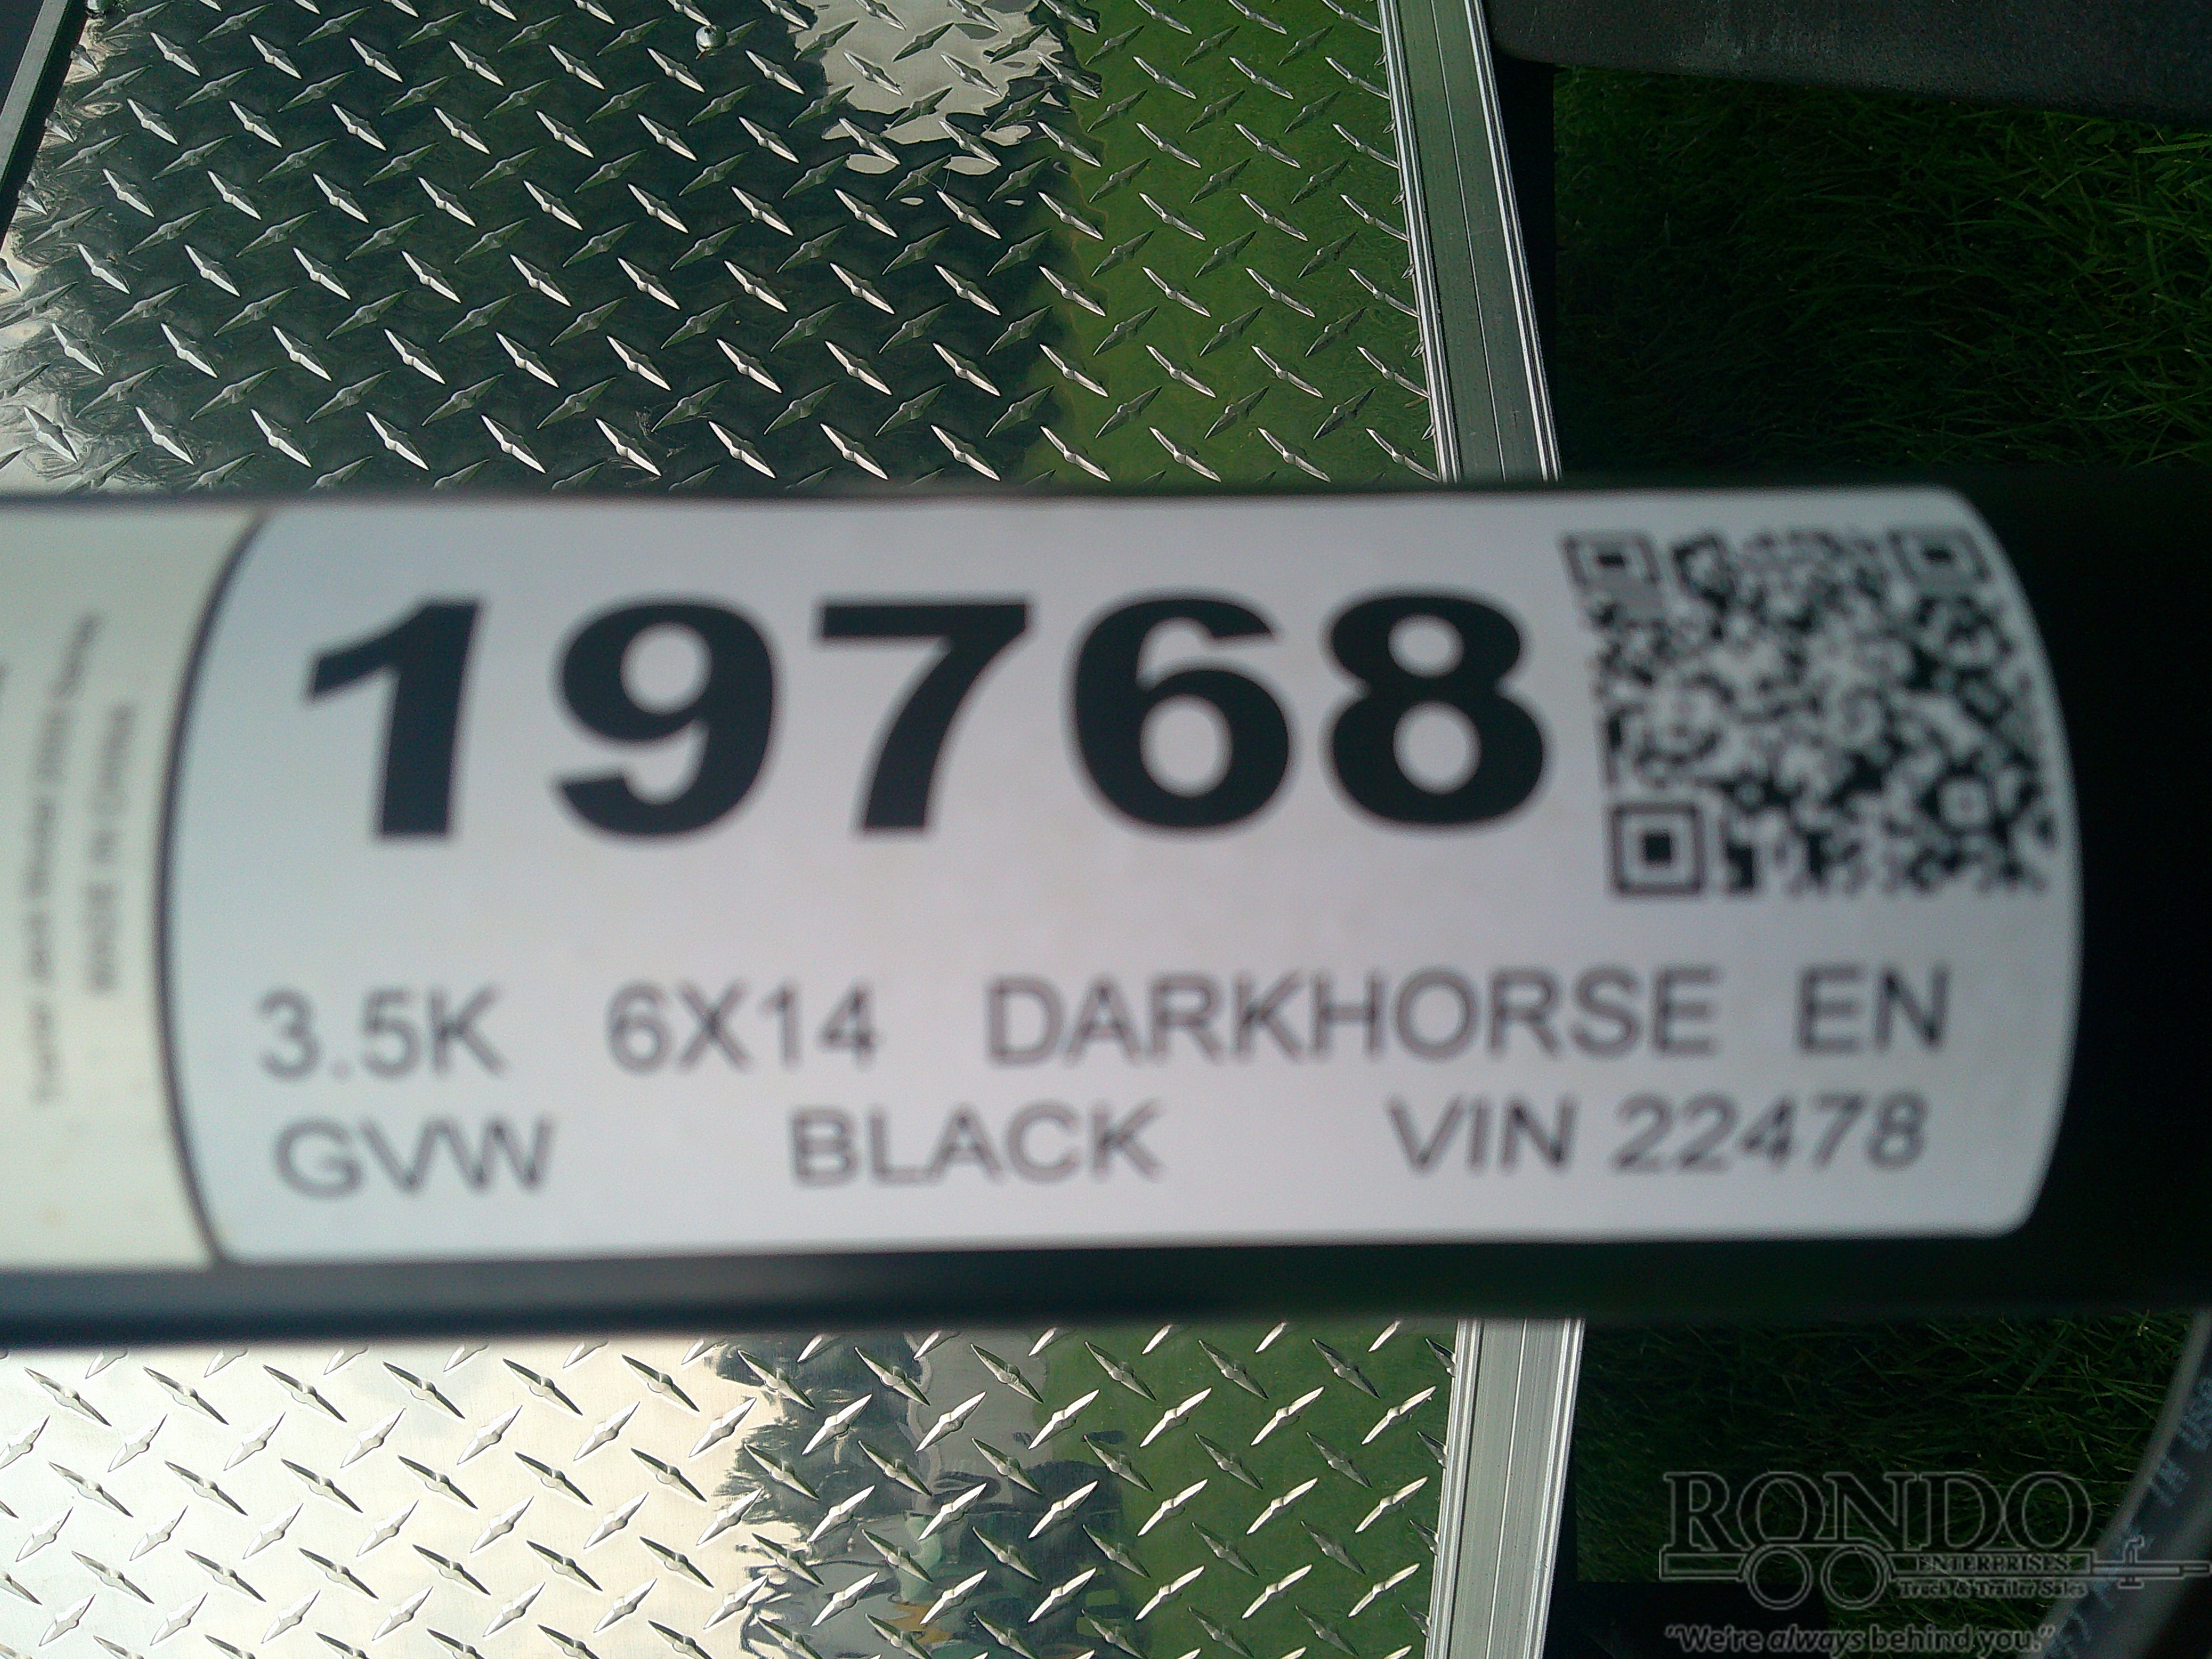 19768
3.5K 6X14 DARKHORSE EN
GVW BLACK VIN 22478
RONDO
ENTERPRISES
Truck & Trailer Sales
"We're always behind you."